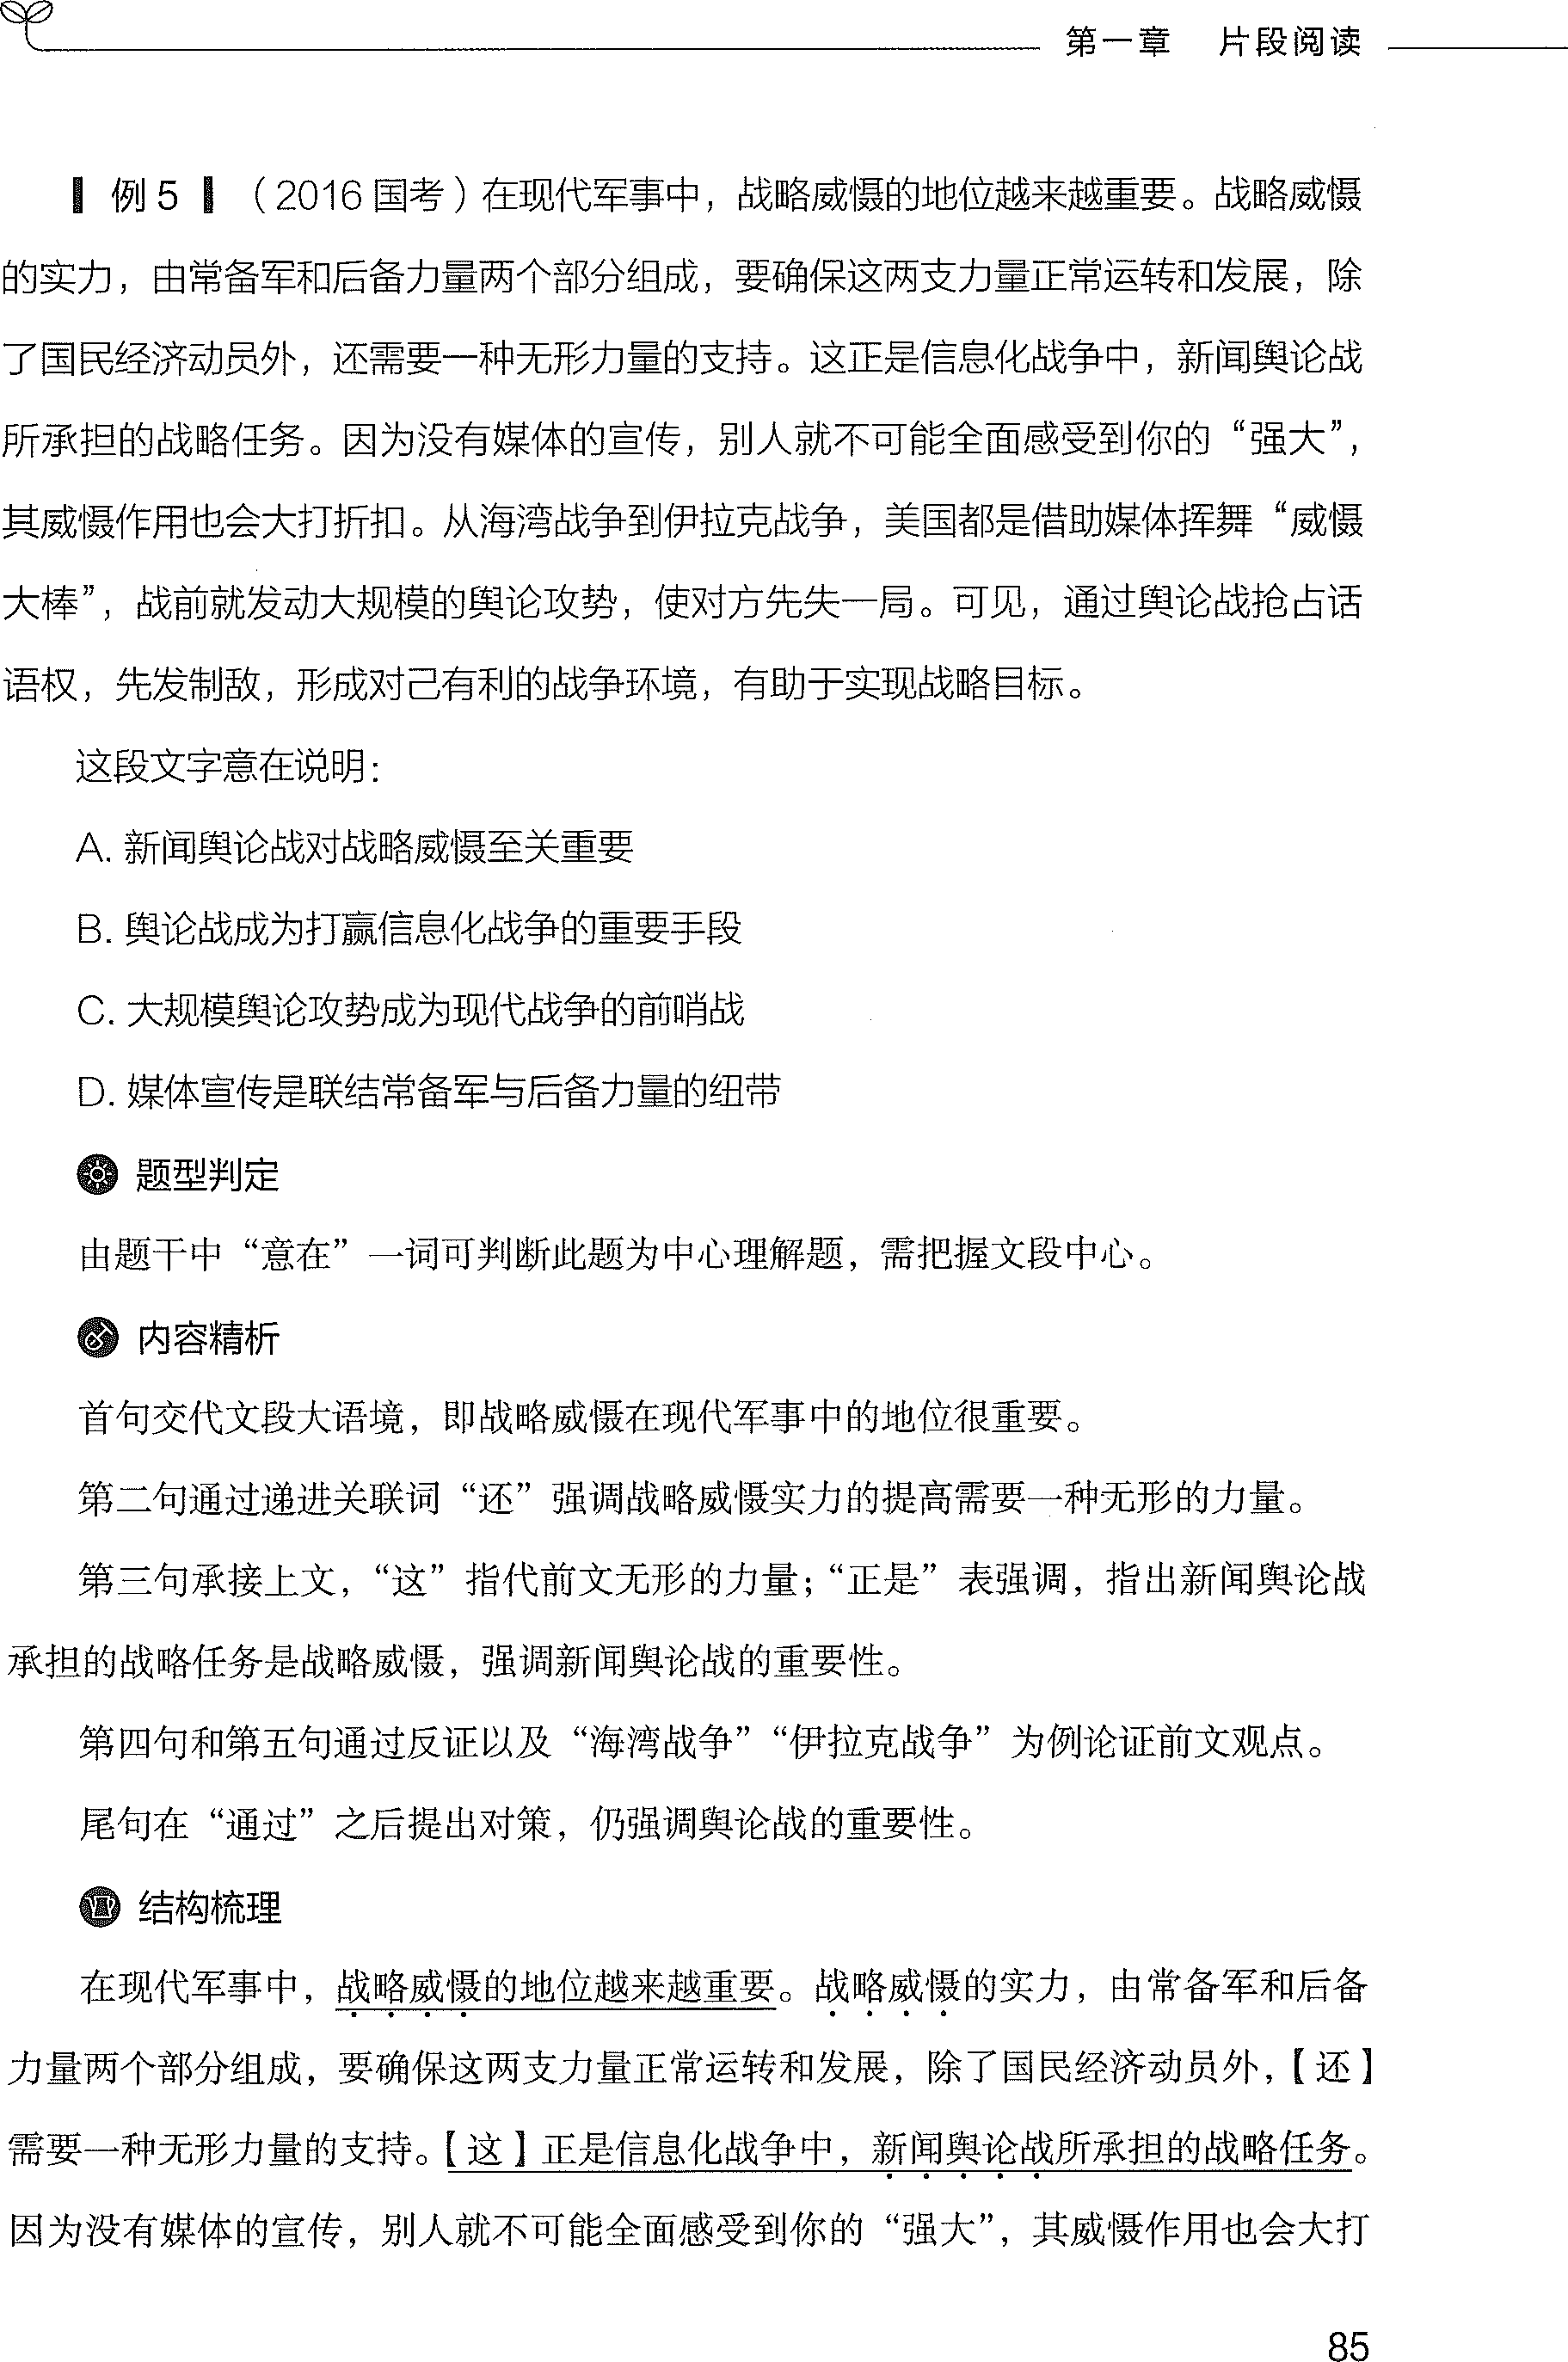 第一章 片段阅读
例5 （2016国考）在现代军事中，战略威慑的地位越来越重要。战略威慑
的实力，由常备军和后备力量两个部分组成，要确保这两支力量正常运转和发展，除
了国民经济动员外，还需要一种无形力量的支持。这正是信息化战争中，新闻舆论战
所承担的战略任务。因为没有媒体的宣传，别人就不可能全面感受到你的“强大”，
其威慑作用也会大打折扣。从海湾战争到伊拉克战争，美国都是借助媒体挥舞“威慑
大棒”，战前就发动大规模的舆论攻势，使对方先失一局。可见，通过舆论战抢占话
语权，先发制敌，形成对己有利的战争环境，有助于实现战略目标。
这段文字意在说明：
A. 新闻舆论战对战略威慑至关重要
B. 舆论战成为打赢信息化战争的重要手段
C. 大规模舆论攻势成为现代战争的前哨战
D. 媒体宣传是联结常备军与后备力量的纽带
题型判定
由题干中“意在”一词可判断此题为中心理解题，需把握文段中心。
内容精析
首句交代文段大语境，即战略威慑在现代军事中的地位很重要。
第二句通过递进关联词“还”强调战略威慑实力的提高需要一种无形的力量。
第三句承接上文，“这”指代前文无形的力量；“正是”表强调，指出新闻舆论战
承担的战略任务是战略威慑，强调新闻舆论战的重要性。
第四句和第五句通过反证以及“海湾战争”“伊拉克战争”为例论证前文观点。
尾句在“通过”之后提出对策，仍强调舆论战的重要性。
结构梳理
在现代军事中，战略威慑的地位越来越重要。战略威慑的实力，由常备军和后备
力量两个部分组成，要确保这两支力量正常运转和发展，除了国民经济动员外，【还】
需要一种无形力量的支持。【这】正是信息化战争中，新闻舆论战所承担的战略任务。
因为没有媒体的宣传，别人就不可能全面感受到你的“强大”，其威慑作用也会大打
85